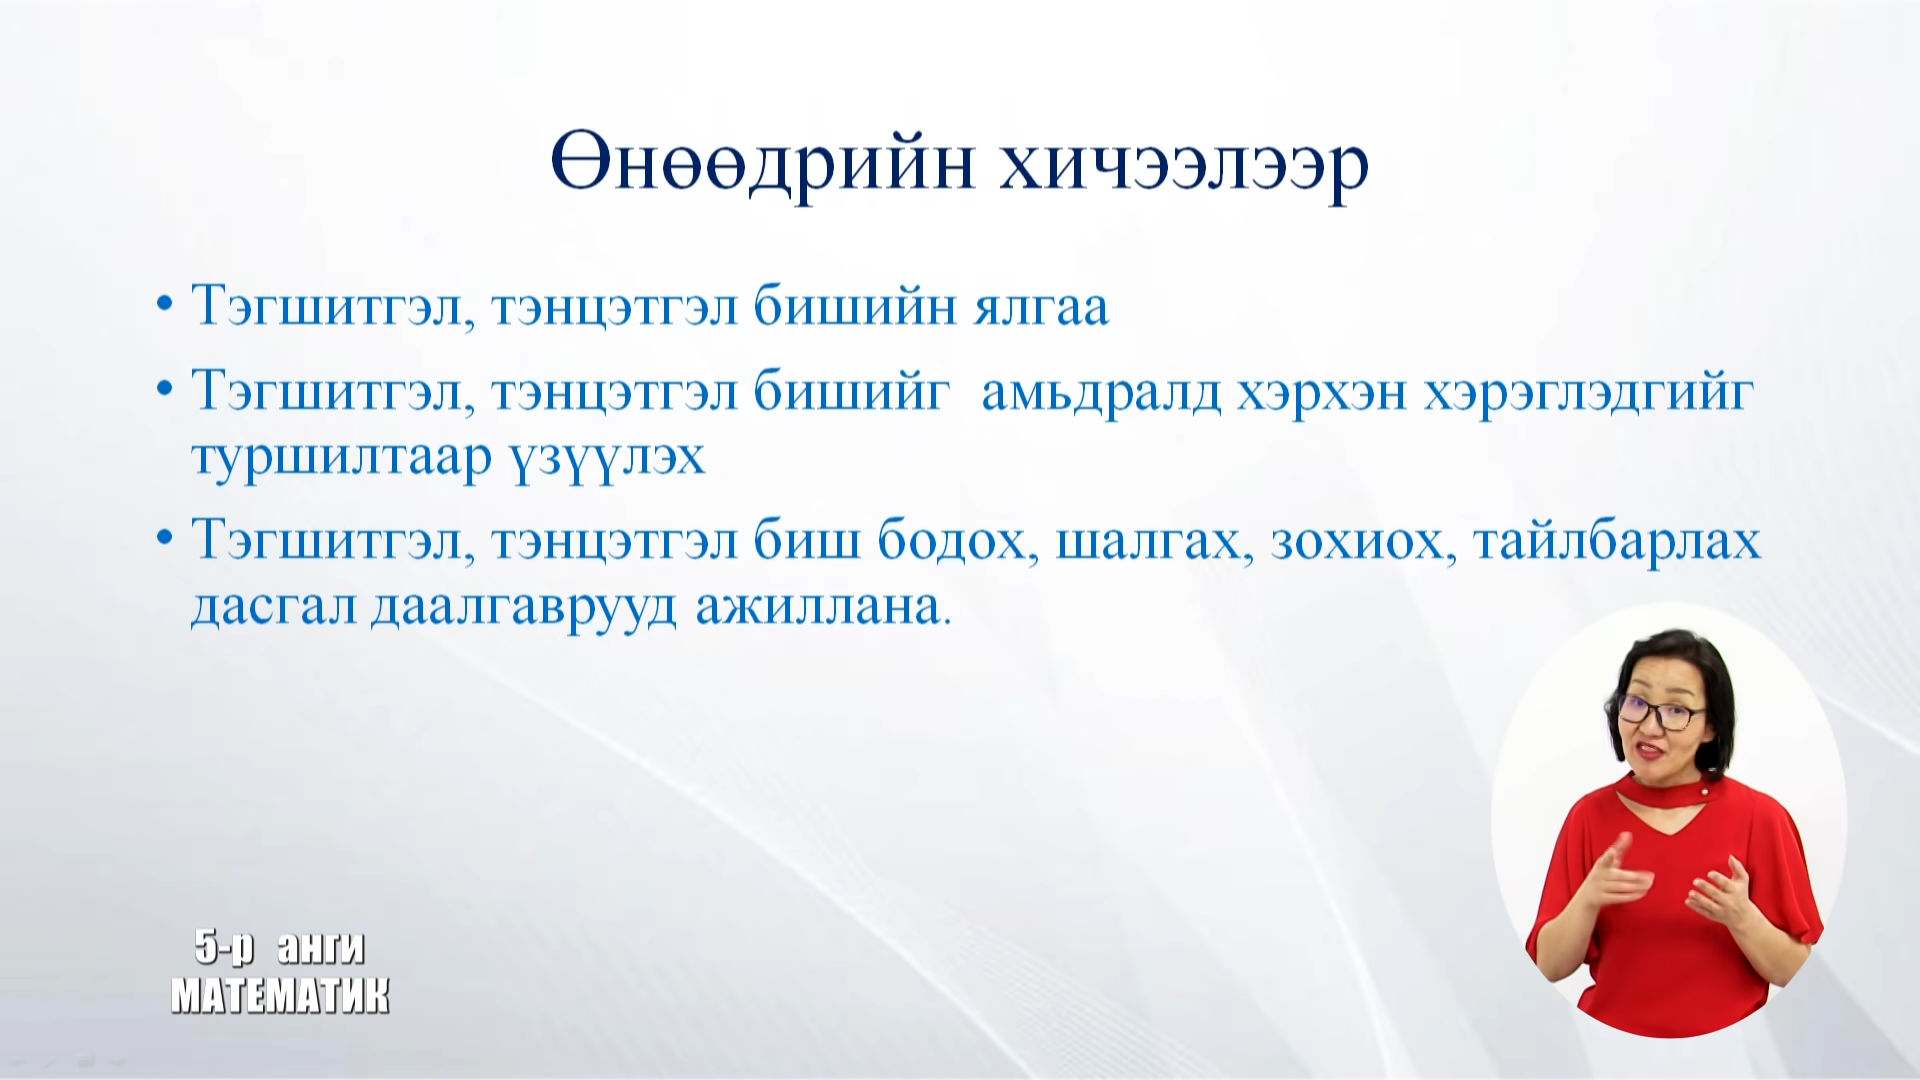 Өнөөдрийн хичээлээр
• Тэгшитгэл, тэнцэтгэл бишийн ялгаа
• Тэгшитгэл, тэнцэтгэл бишийг амьдралд хэрхэн хэрэглэдгийг
туршилтаар үзүүлэх
• Тэгшитгэл, тэнцэтгэл биш бодох, шалгах, зохиох, тайлбарлах
дасгал даалгаврууд ажиллана.
5-р анги
МАТЕМАТИК